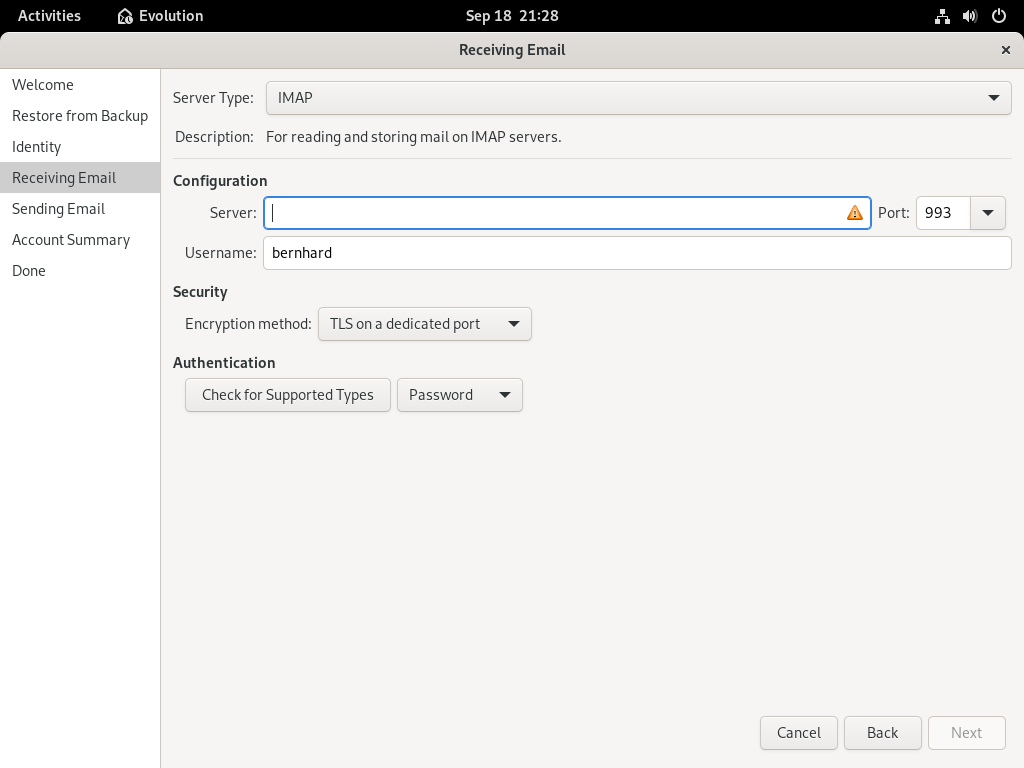 Activities Evolution Sep 18 21:28
Receiving Email
Welcome
Restore from Backup
Identity
Receiving Email
Sending Email
Account Summary
Done
Server Type: IMAP
Description: For reading and storing mail on IMAP servers.
Configuration
Server: Port: 993
Username: bernhard
Security
Encryption method: TLS on a dedicated port
Authentication
Check for Supported Types Password
Cancel Back Next